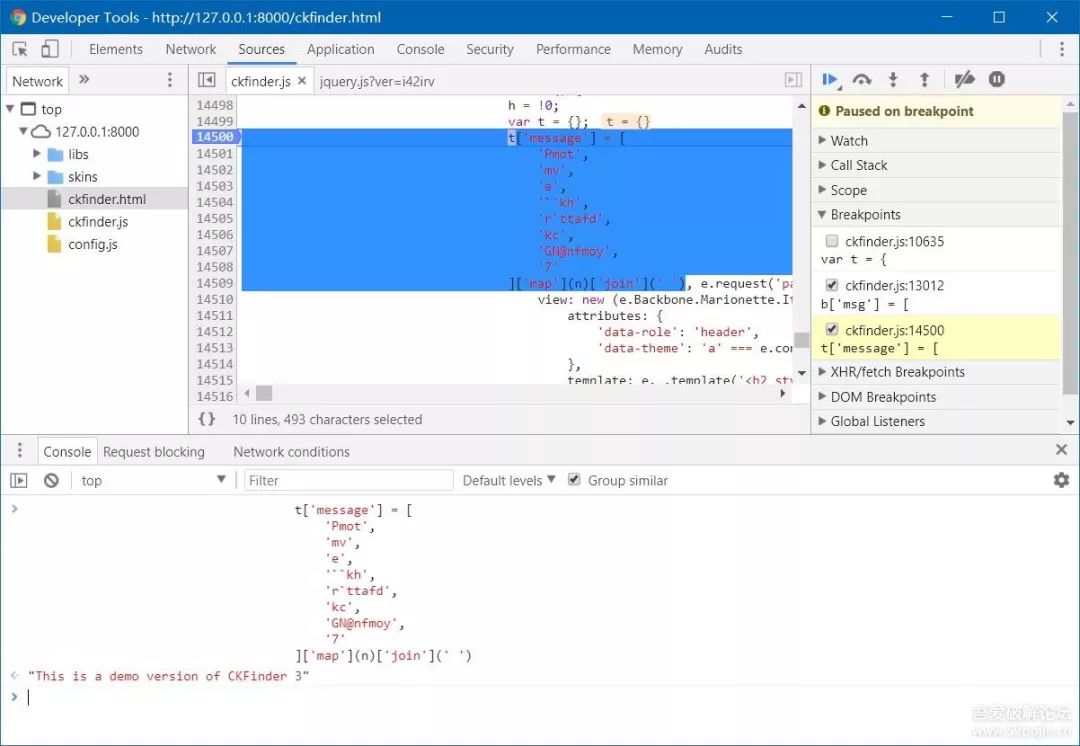 Developer Tools - http://127.0.0.1:8000/ckfinder.html
Elements Network Sources Application Console Security Performance Memory Audits
Network
top
127.0.0.1:8000
libs
skins
ckfinder.html
ckfinder.js
config.js
ckfinder.js jquery.js?ver=i42irv
14498 h = !0;
14499 var t = {}; t = {}
14500 t['message'] = [
14501 'Pmot',
14502 'mv',
14503 'e',
14504 '``kh',
14505 'r`ttafd',
14506 'kc',
14507 'GN@nfmoy',
14508 '7'
14509 ]['map'](n)['join'](' '), e.request('pa
14510 view: new (e.Backbone.Marionette.It
14511 attributes: {
14512 'data-role': 'header',
14513 'data-theme': 'a' === e.con
14514 },
14515 template: e._.template('<h2 sty
14516
{} 10 lines, 493 characters selected
Paused on breakpoint
Watch
Call Stack
Scope
Breakpoints
ckfinder.js:10635
var t = {
ckfinder.js:13012
b['msg'] = [
ckfinder.js:14500
t['message'] = [
XHR/fetch Breakpoints
DOM Breakpoints
Global Listeners
Console Request blocking Network conditions
top Filter Default levels Group similar
t['message'] = [
'Pmot',
'mv',
'e',
'``kh',
'r`ttafd',
'kc',
'GN@nfmoy',
'7'
]['map'](n)['join'](' ')
"This is a demo version of CKFinder 3"
吾爱破解论坛
www.52pojie.cn